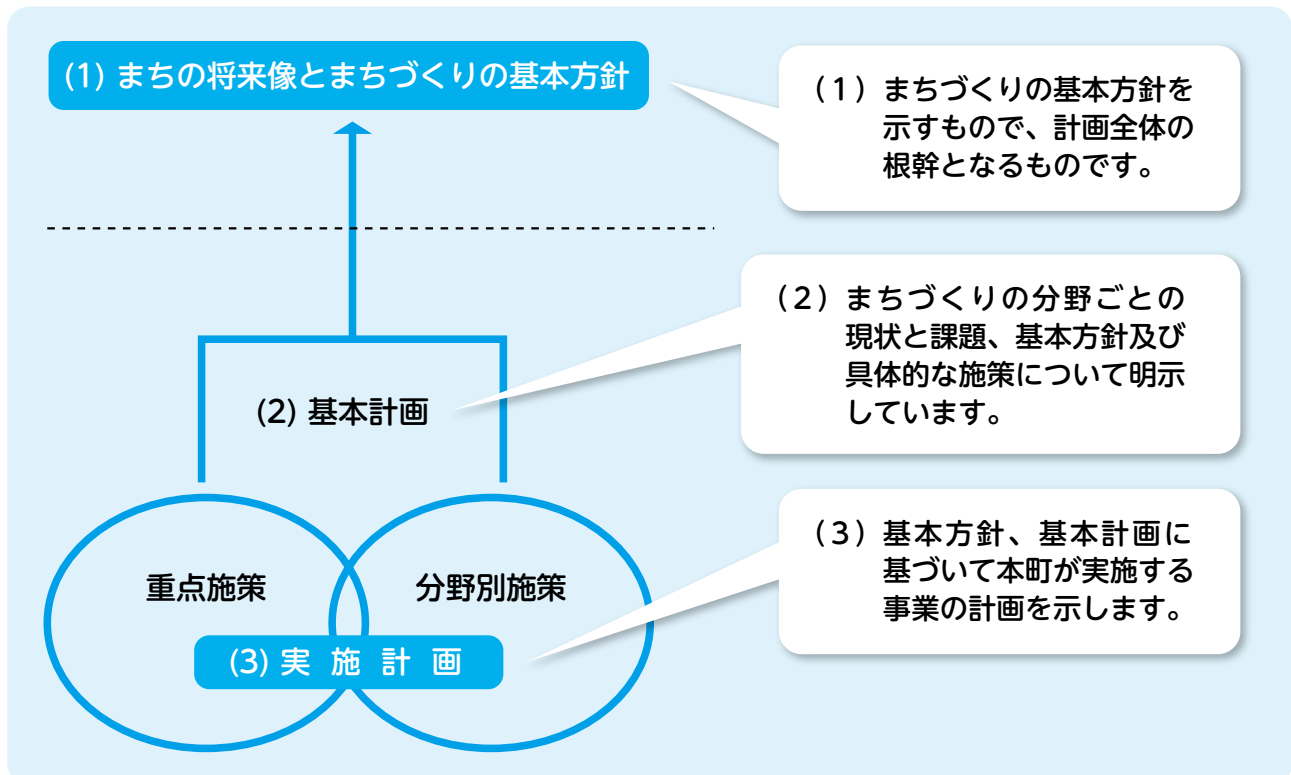 (1) まちの将来像とまちづくりの基本方針
(1) まちづくりの基本方針を
示すもので、計画全体の
根幹となるものです。
(2) 基本計画
(2) まちづくりの分野ごとの
現状と課題、基本方針及び
具体的な施策について明示
しています。
重点施策
分野別施策
(3) 実施計画
(3) 基本方針、基本計画に
基づいて本町が実施する
事業の計画を示します。